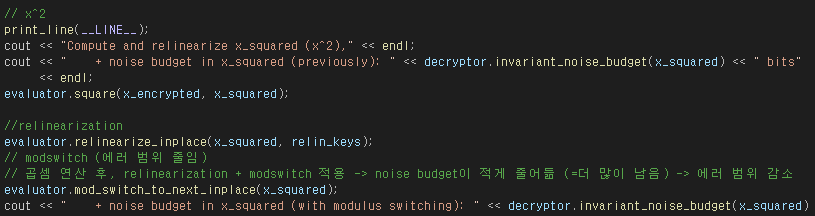 // x^2
print_line(__LINE__);
cout << "Compute and relinearize x_squared (x^2)," << endl;
cout << "    + noise budget in x_squared (previously): " << decryptor.invariant_noise_budget(x_squared) << " bits"
    << endl;
evaluator.square(x_encrypted, x_squared);

//relinearization
evaluator.relinearize_inplace(x_squared, relin_keys);
// modswitch (에러 범위 줄임)
// 곱셈 연산 후, relinearization + modswitch 적용 -> noise budget이 적게 줄어듦 (=더 많이 남음) -> 에러 범위 감소
evaluator.mod_switch_to_next_inplace(x_squared);
cout << "    + noise budget in x_squared (with modulus switching): " << decryptor.invariant_noise_budget(x_squared)